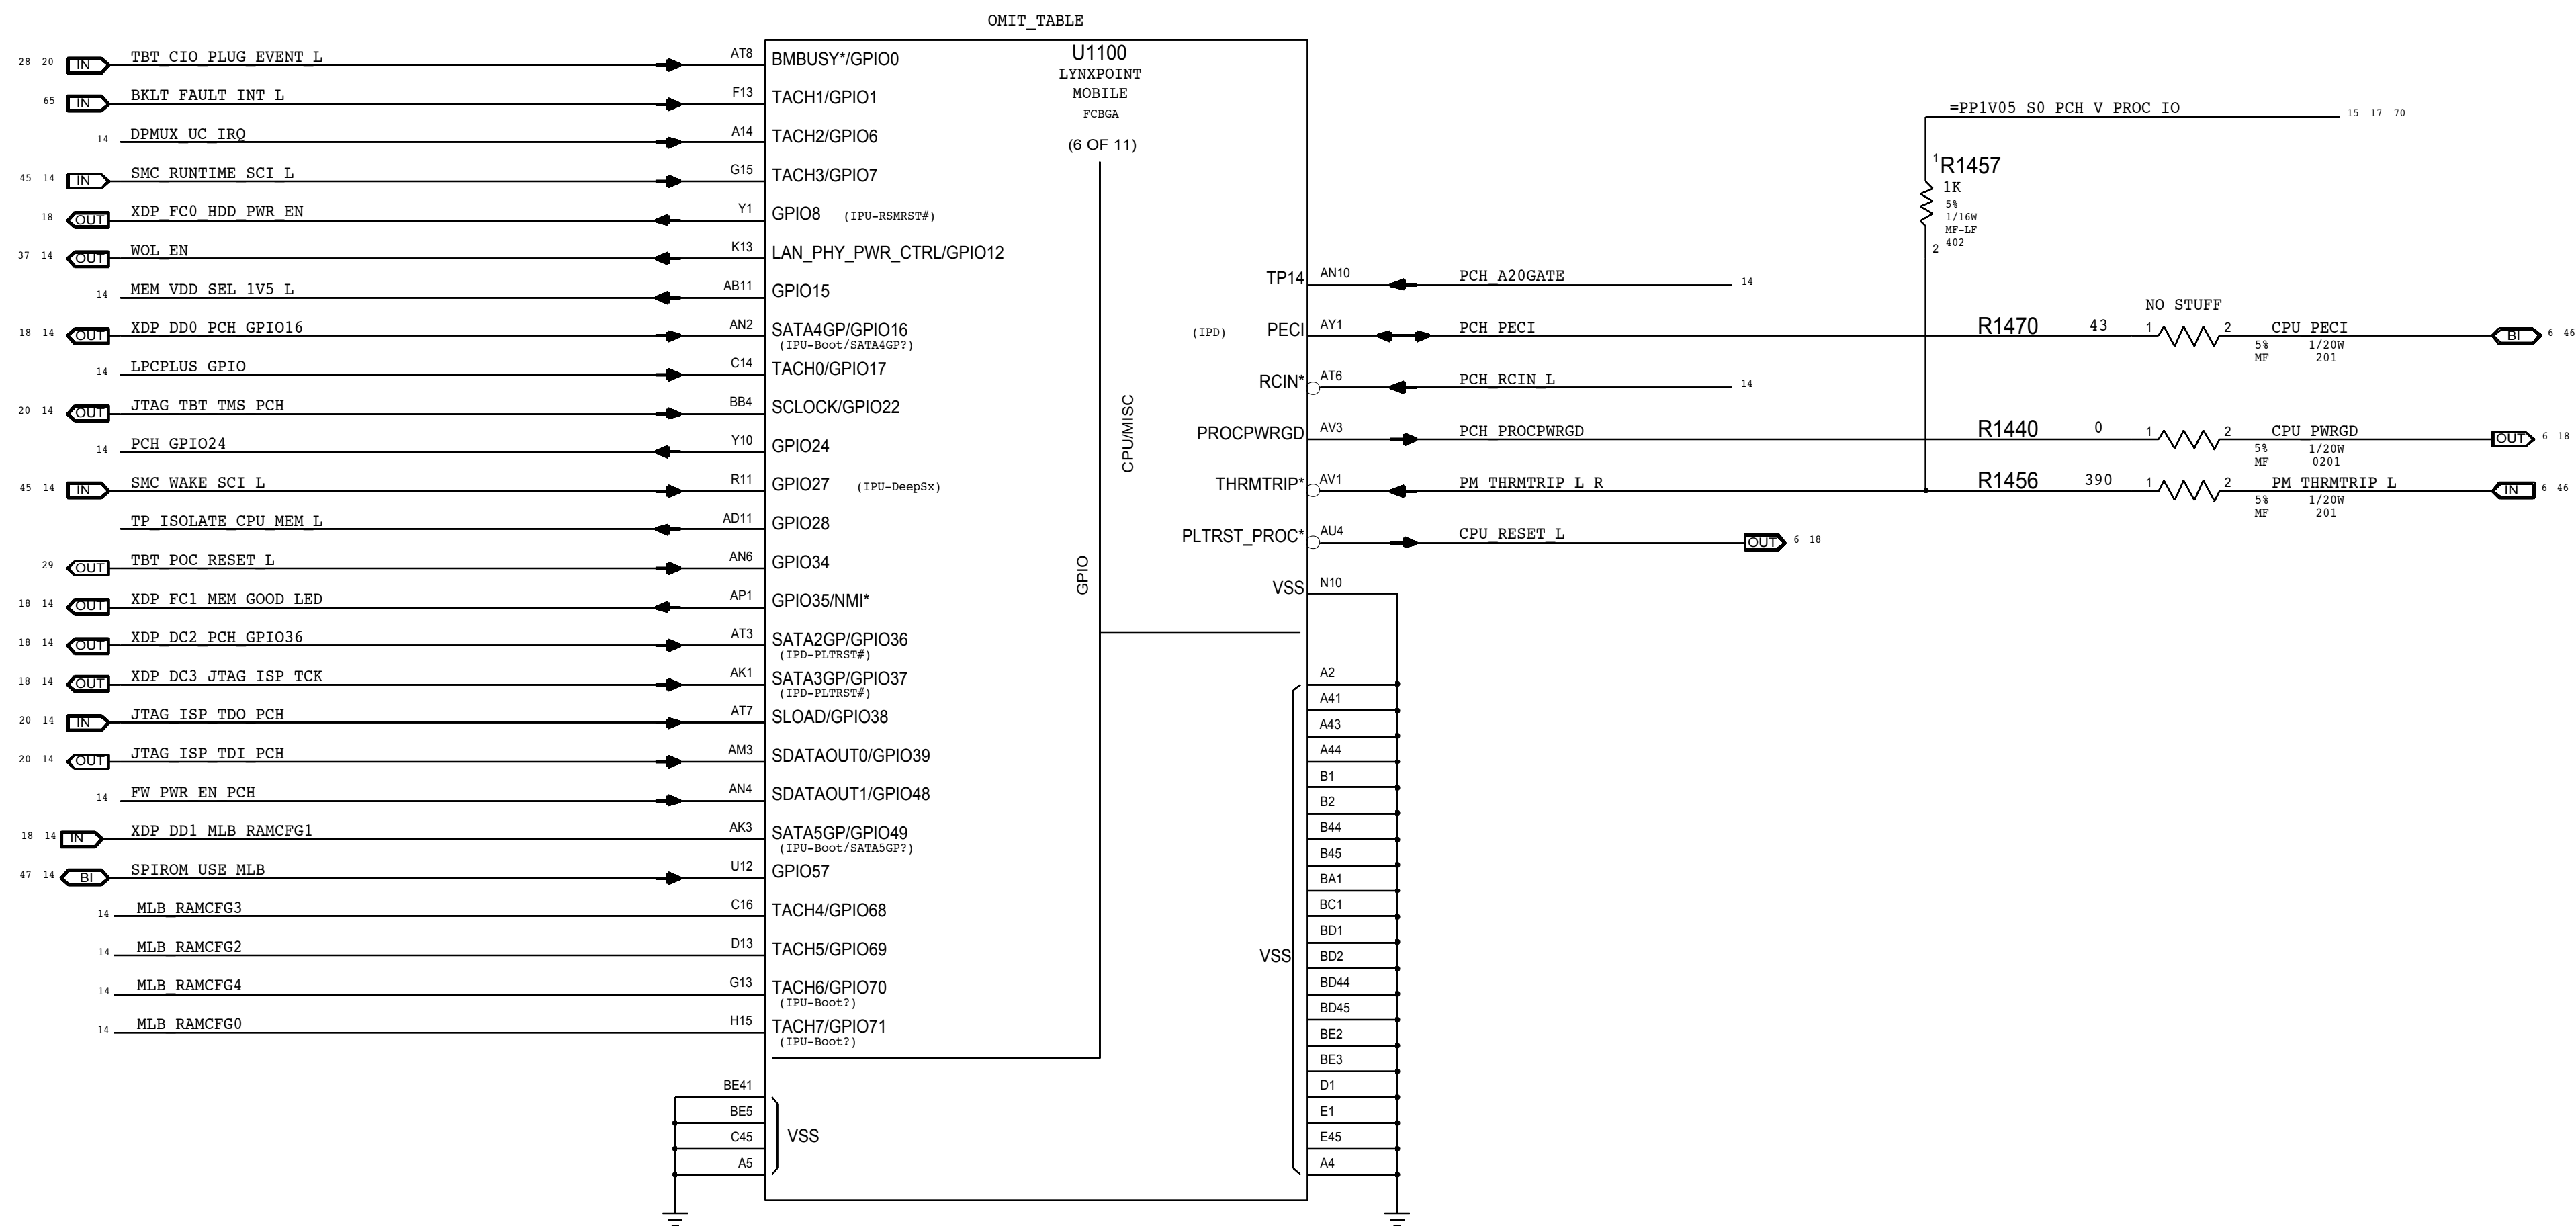 OMIT_TABLE
U1100
LYNXPOINT
MOBILE
FCBGA
(6 OF 11)
GPIO
CPU/MISC
28 20 IN TBT_CIO_PLUG_EVENT_L AT8 BMBUSY*/GPIO0
65 IN BKLT_FAULT_INT_L F13 TACH1/GPIO1
14 DPMUX_UC_IRQ A14 TACH2/GPIO6
45 14 IN SMC_RUNTIME_SCI_L G15 TACH3/GPIO7
18 OUT XDP_FC0_HDD_PWR_EN Y1 GPIO8 (IPU-RSMRST#)
37 14 OUT WOL_EN K13 LAN_PHY_PWR_CTRL/GPIO12
14 MEM_VDD_SEL_1V5_L AB11 GPIO15
18 14 OUT XDP_DD0_PCH_GPIO16 AN2 SATA4GP/GPIO16
(IPU-Boot/SATA4GP?)
14 LPCPLUS_GPIO C14 TACH0/GPIO17
20 14 OUT JTAG_TBT_TMS_PCH BB4 SCLOCK/GPIO22
14 PCH_GPIO24 Y10 GPIO24
45 14 IN SMC_WAKE_SCI_L R11 GPIO27 (IPU-DeepSx)
TP_ISOLATE_CPU_MEM_L AD11 GPIO28
29 OUT TBT_POC_RESET_L AN6 GPIO34
18 14 OUT XDP_FC1_MEM_GOOD_LED AP1 GPIO35/NMI*
18 14 OUT XDP_DC2_PCH_GPIO36 AT3 SATA2GP/GPIO36
(IPD-PLTRST#)
18 14 OUT XDP_DC3_JTAG_ISP_TCK AK1 SATA3GP/GPIO37
(IPD-PLTRST#)
20 14 IN JTAG_ISP_TDO_PCH AT7 SLOAD/GPIO38
20 14 OUT JTAG_ISP_TDI_PCH AM3 SDATAOUT0/GPIO39
14 FW_PWR_EN_PCH AN4 SDATAOUT1/GPIO48
18 14 IN XDP_DD1_MLB_RAMCFG1 AK3 SATA5GP/GPIO49
(IPU-Boot/SATA5GP?)
47 14 BI SPIROM_USE_MLB U12 GPIO57
14 MLB_RAMCFG3 C16 TACH4/GPIO68
14 MLB_RAMCFG2 D13 TACH5/GPIO69
14 MLB_RAMCFG4 G13 TACH6/GPIO70
(IPU-Boot?)
14 MLB_RAMCFG0 H15 TACH7/GPIO71
(IPU-Boot?)
BE41
BE5
C45
A5
VSS
=PP1V05_S0_PCH_V_PROC_IO 15 17 70
1 R1457
1K
5%
1/16W
MF-LF
2 402
TP14 AN10 PCH_A20GATE 14
NO STUFF
(IPD) PECI AY1 PCH_PECI R1470 43 1 2 CPU_PECI BI 6 46
5% 1/20W
MF 201
RCIN* AT6 PCH_RCIN_L 14
PROCPWRGD AV3 PCH_PROCPWRGD R1440 0 1 2 CPU_PWRGD OUT 6 18
5% 1/20W
MF 0201
THRMTRIP* AV1 PM_THRMTRIP_L_R R1456 390 1 2 PM_THRMTRIP_L IN 6 46
5% 1/20W
MF 201
PLTRST_PROC* AU4 CPU_RESET_L OUT 6 18
VSS N10
A2
A41
A43
A44
B1
B2
B44
B45
BA1
BC1
BD1
VSS BD2
BD44
BD45
BE2
BE3
D1
E1
E45
A4